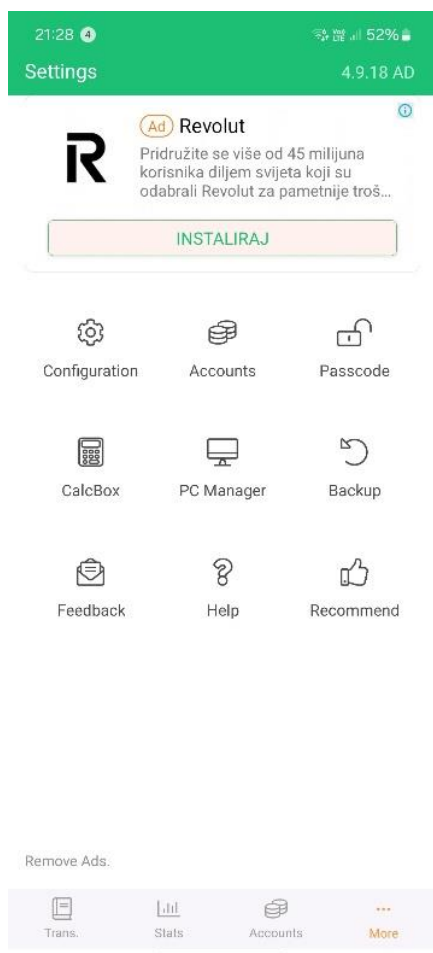 21:28 4 52%
Settings 4.9.18 AD
Ad Revolut
Pridružite se više od 45 milijuna
korisnika diljem svijeta koji su
odabrali Revolut za pametnije troš...
INSTALIRAJ
Configuration Accounts Passcode
CalcBox PC Manager Backup
Feedback Help Recommend
Remove Ads.
Trans. Stats Accounts More